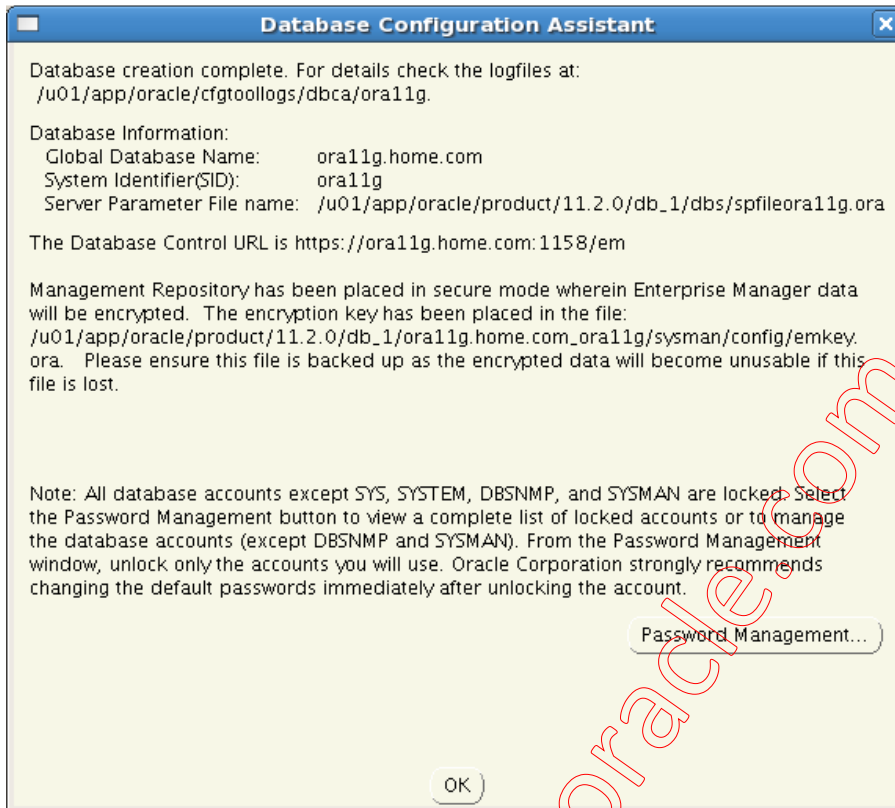 Database Configuration Assistant
Database creation complete. For details check the logfiles at:
/u01/app/oracle/cfgtoollogs/dbca/ora11g.
Database Information:
Global Database Name: ora11g.home.com
System Identifier(SID): ora11g
Server Parameter File name: /u01/app/oracle/product/11.2.0/db_1/dbs/spfileora11g.ora
The Database Control URL is https://ora11g.home.com:1158/em
Management Repository has been placed in secure mode wherein Enterprise Manager data
will be encrypted. The encryption key has been placed in the file:
/u01/app/oracle/product/11.2.0/db_1/ora11g.home.com_ora11g/sysman/config/emkey.
ora. Please ensure this file is backed up as the encrypted data will become unusable if this
file is lost.
Note: All database accounts except SYS, SYSTEM, DBSNMP, and SYSMAN are locked. Select
the Password Management button to view a complete list of locked accounts or to manage
the database accounts (except DBSNMP and SYSMAN). From the Password Management
window, unlock only the accounts you will use. Oracle Corporation strongly recommends
changing the default passwords immediately after unlocking the account.
Password Management...
OK
oracle.com